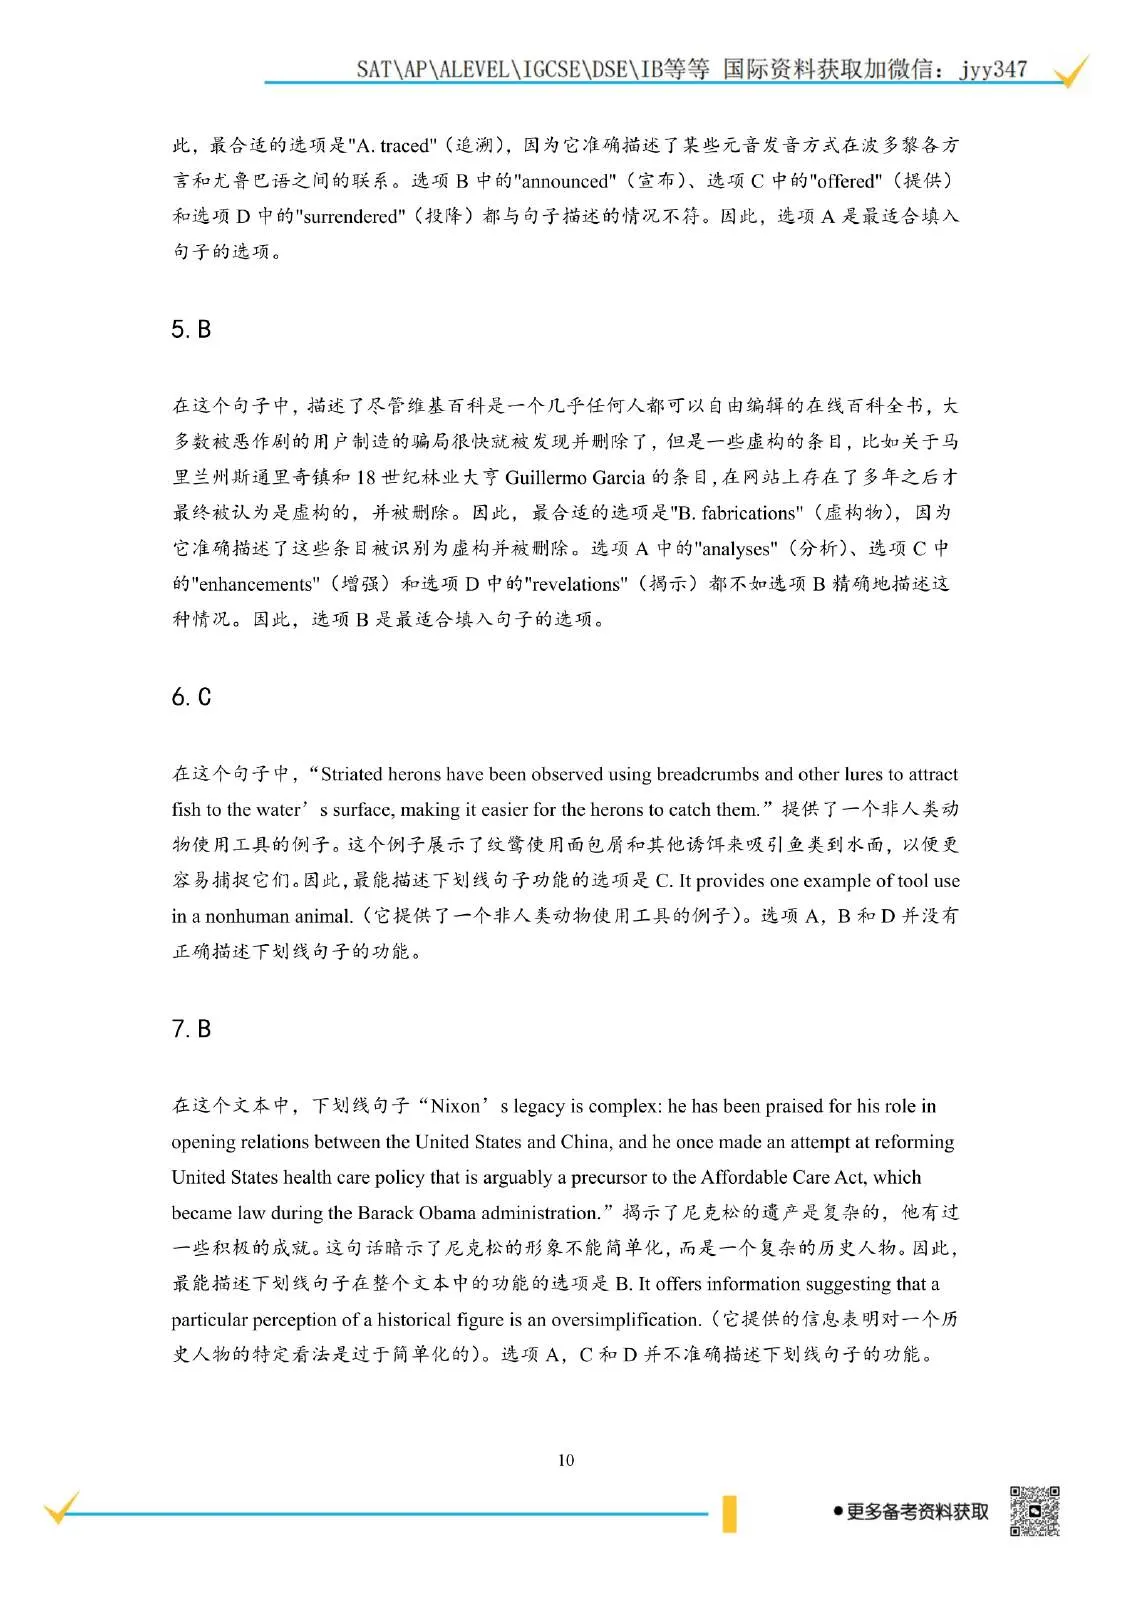 SAT\AP\ALEVEL\IGCSE\DSE\IB等等 国际资料获取加微信：jyy347
此，最合适的选项是"A. traced"（追溯），因为它准确描述了某些元音发音方式在波多黎各方
言和尤鲁巴语之间的联系。选项 B 中的"announced"（宣布）、选项 C 中的"offered"（提供）
和选项 D 中的"surrendered"（投降）都与句子描述的情况不符。因此，选项 A 是最适合填入
句子的选项。
5. B
在这个句子中，描述了尽管维基百科是一个几乎任何人都可以自由编辑的在线百科全书，大
多数被恶作剧的用户制造的骗局很快就被发现并删除了，但是一些虚构的条目，比如关于马
里兰州斯通里奇镇和 18 世纪林业大亨 Guillermo Garcia 的条目，在网站上存在了多年之后才
最终被认为是虚构的，并被删除。因此，最合适的选项是"B. fabrications"（虚构物），因为
它准确描述了这些条目被识别为虚构并被删除。选项 A 中的"analyses"（分析）、选项 C 中
的"enhancements"（增强）和选项 D 中的"revelations"（揭示）都不如选项 B 精确地描述这
种情况。因此，选项 B 是最适合填入句子的选项。
6. C
在这个句子中，“Striated herons have been observed using breadcrumbs and other lures to attract
fish to the water’s surface, making it easier for the herons to catch them.”提供了一个非人类动
物使用工具的例子。这个例子展示了纹鹭使用面包屑和其他诱饵来吸引鱼类到水面，以便更
容易捕捉它们。因此，最能描述下划线句子功能的选项是 C. It provides one example of tool use
in a nonhuman animal.（它提供了一个非人类动物使用工具的例子）。选项 A，B 和 D 并没有
正确描述下划线句子的功能。
7. B
在这个文本中，下划线句子“Nixon’s legacy is complex: he has been praised for his role in
opening relations between the United States and China, and he once made an attempt at reforming
United States health care policy that is arguably a precursor to the Affordable Care Act, which
became law during the Barack Obama administration.”揭示了尼克松的遗产是复杂的，他有过
一些积极的成就。这句话暗示了尼克松的形象不能简单化，而是一个复杂的历史人物。因此，
最能描述下划线句子在整个文本中的功能的选项是 B. It offers information suggesting that a
particular perception of a historical figure is an oversimplification.（它提供的信息表明对一个历
史人物的特定看法是过于简单化的）。选项 A，C 和 D 并不准确描述下划线句子的功能。
10
●更多备考资料获取